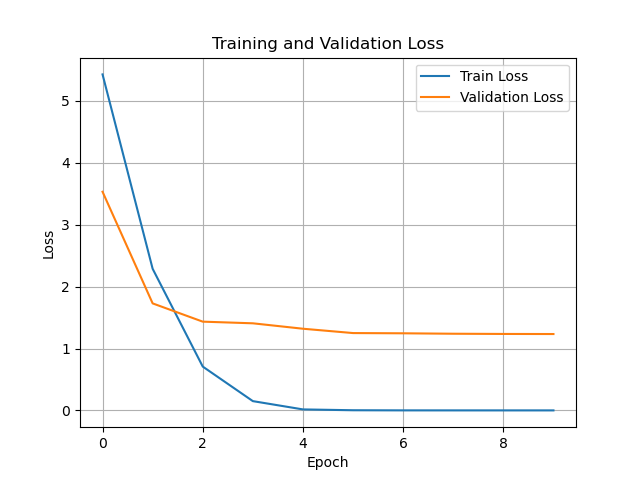 Training and Validation Loss
Train Loss
Validation Loss
5
4
3
2
1
0
Loss
0 2 4 6 8
Epoch